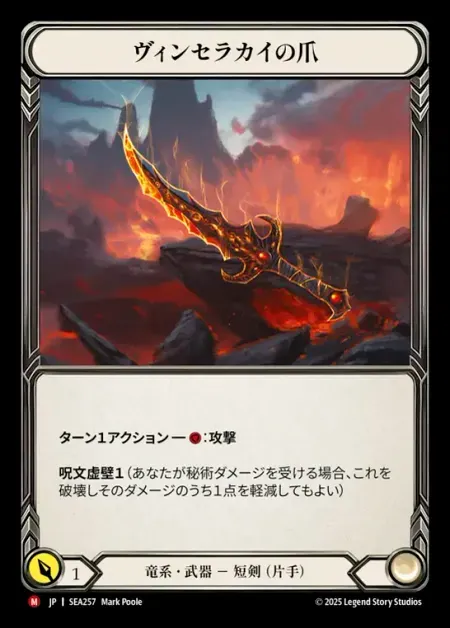 ヴィンセラカイの爪
ターン1アクション ー : 攻撃
呪文虚壁1(あなたが秘術ダメージを受ける場合、これを
破壊しそのダメージのうち1点を軽減してもよい)
1
竜系・武器 － 短剣 (片手)
M JP | SEA257 Mark Poole
© 2025 Legend Story Studios